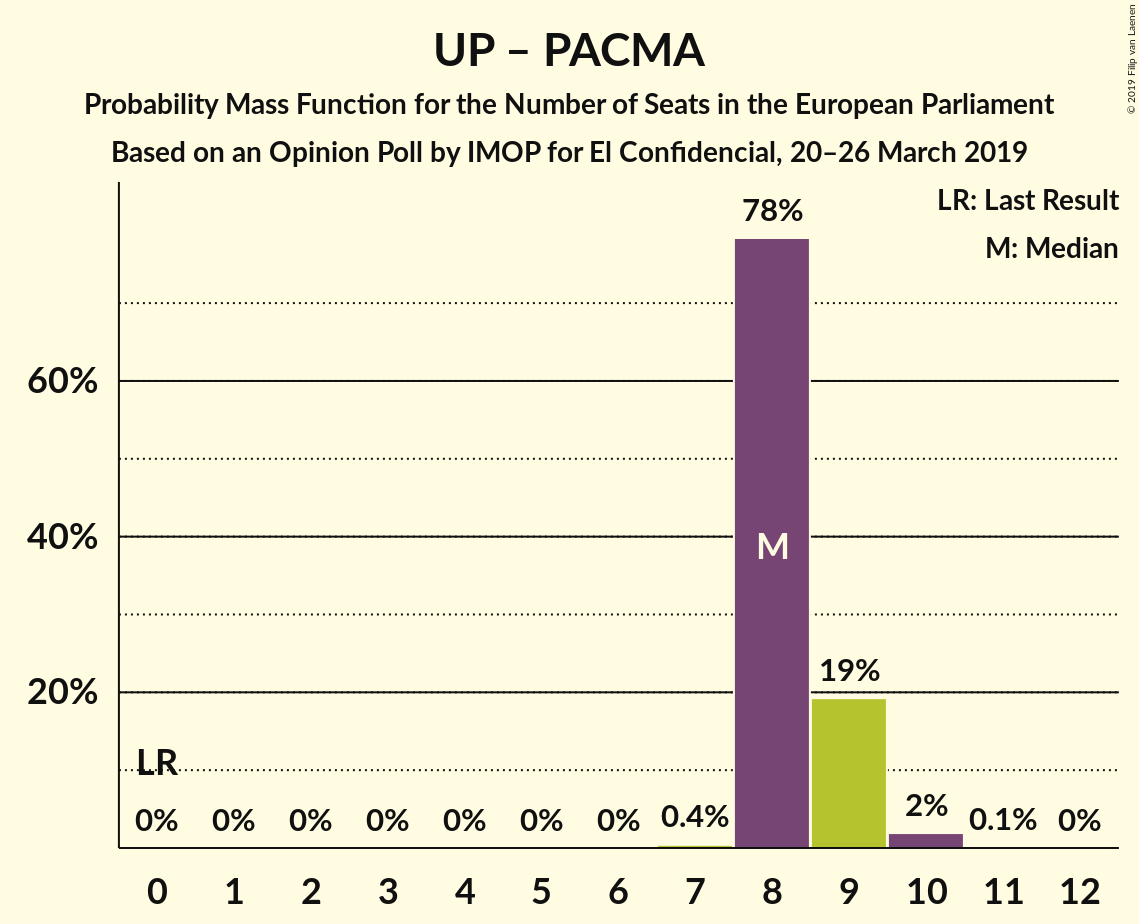 UP – PACMA
Probability Mass Function for the Number of Seats in the European Parliament
Based on an Opinion Poll by IMOP for El Confidencial, 20–26 March 2019
© 2019 Filip van Laenen
LR: Last Result
M: Median
78%
60%
40%
M
19%
20%
LR
0% 0% 0% 0% 0% 0% 0% 0.4% 2% 0.1% 0%
0 1 2 3 4 5 6 7 8 9 10 11 12